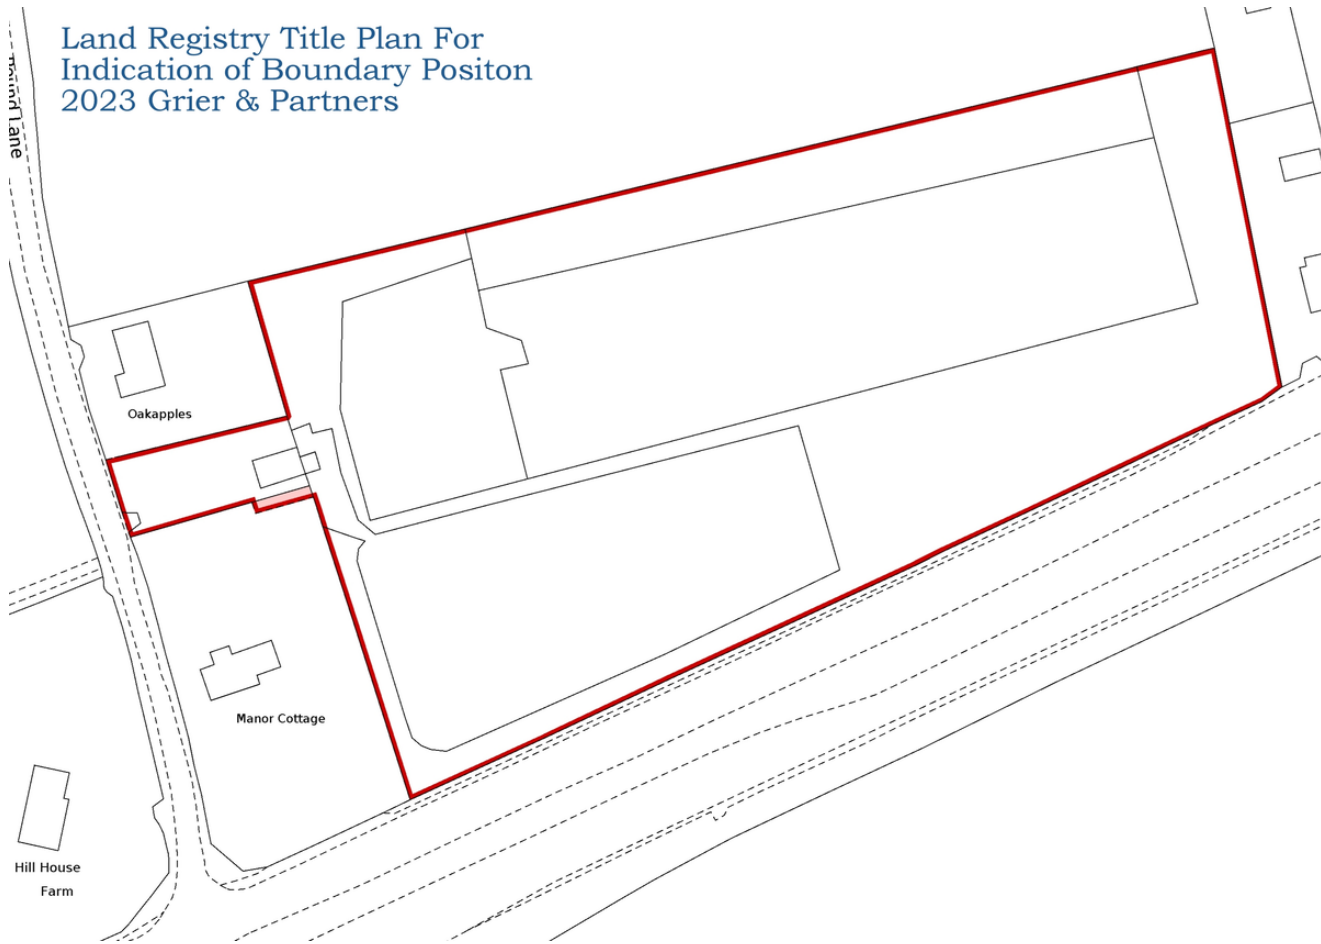 Land Registry Title Plan For
Indication of Boundary Positon
2023 Grier & Partners
Pound Lane
Oakapples
Manor Cottage
Hill House
Farm